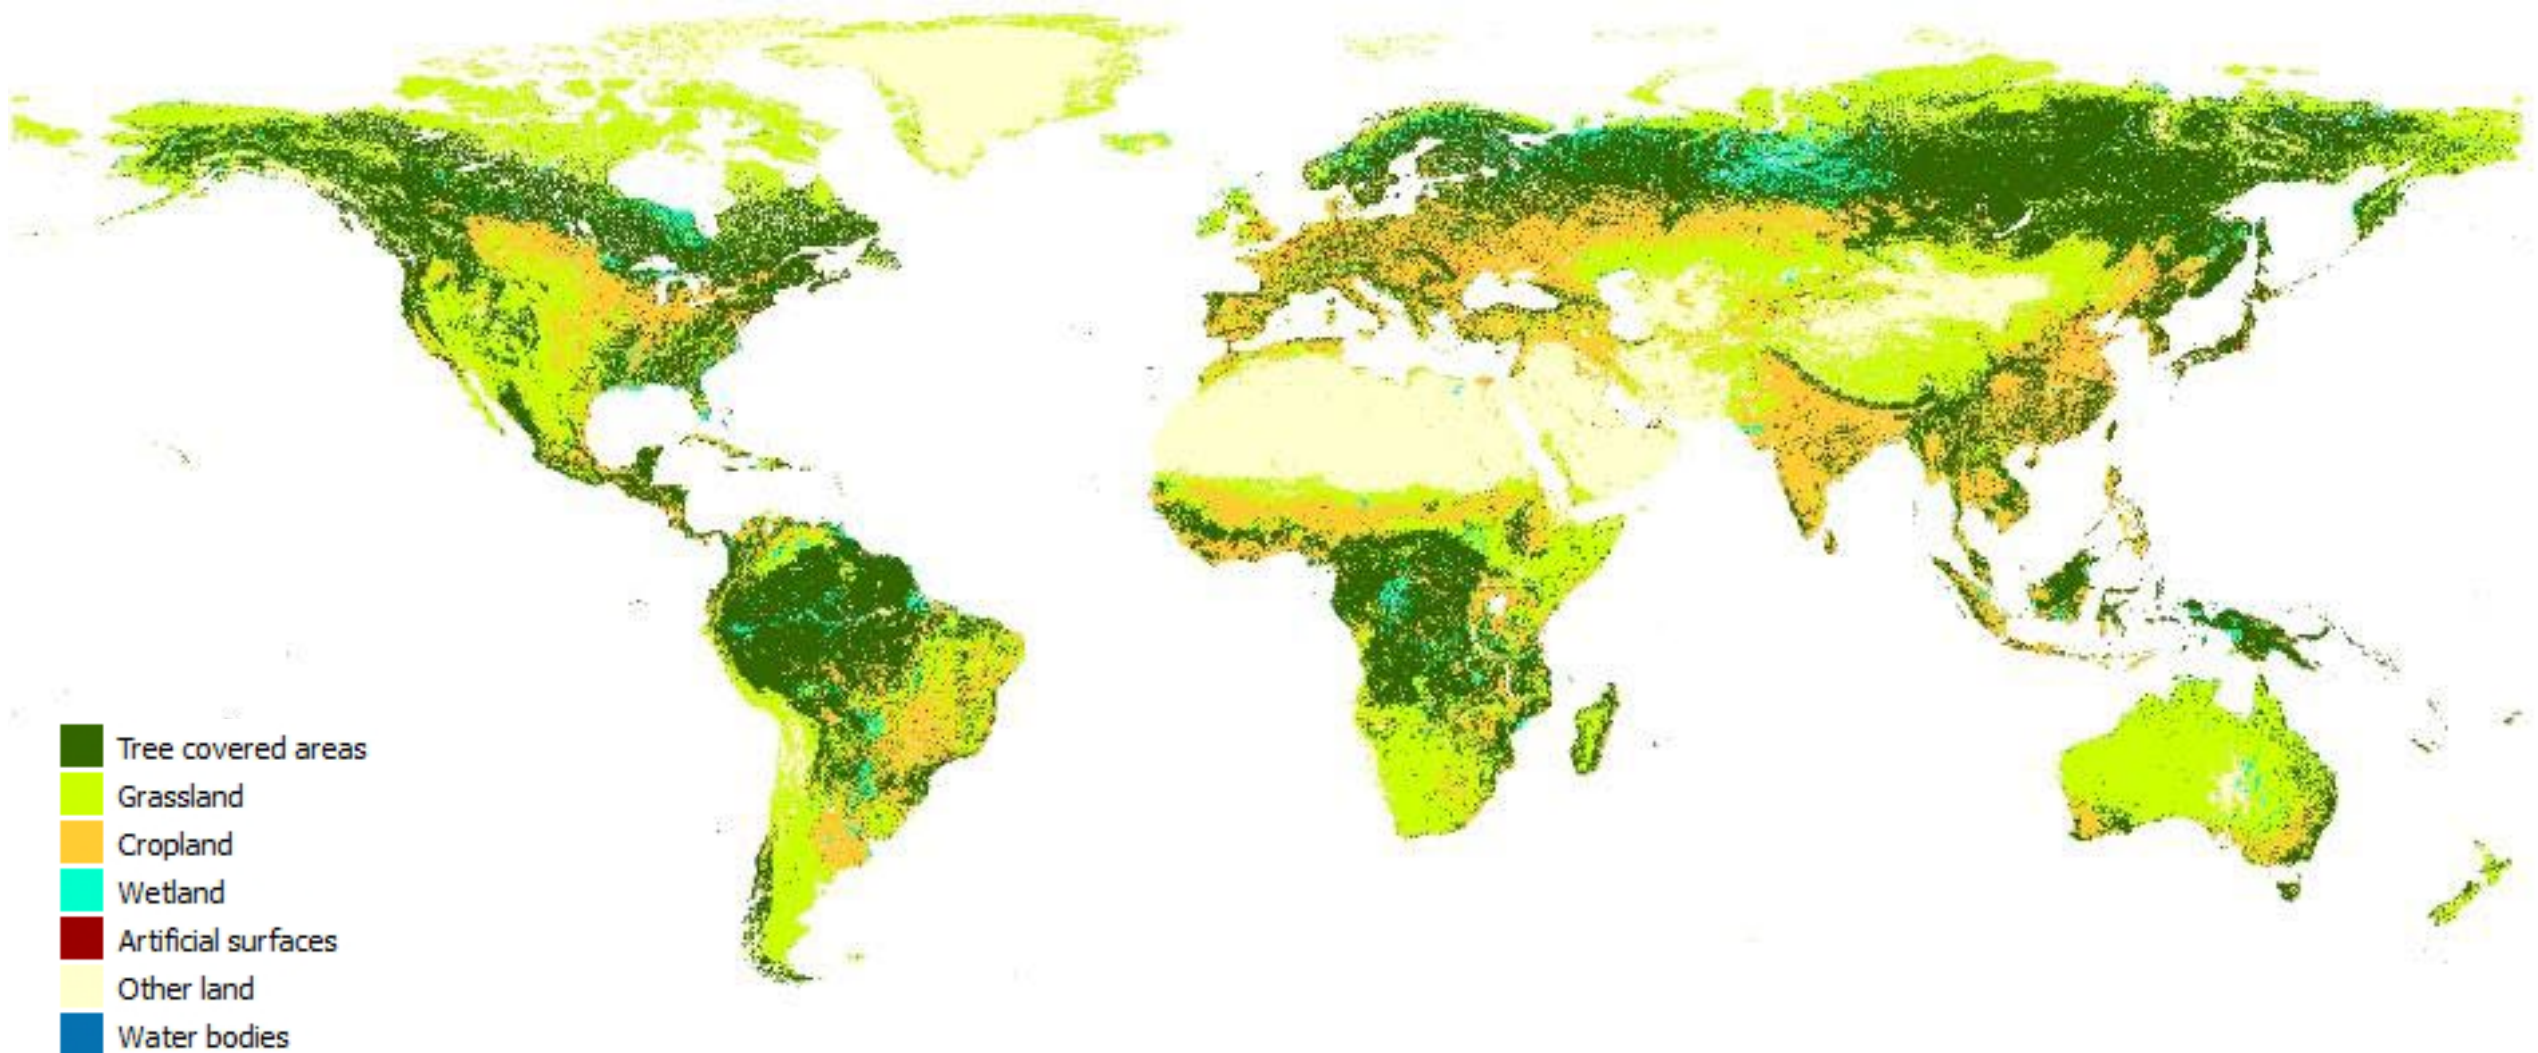 Tree covered areas
Grassland
Cropland
Wetland
Artificial surfaces
Other land
Water bodies